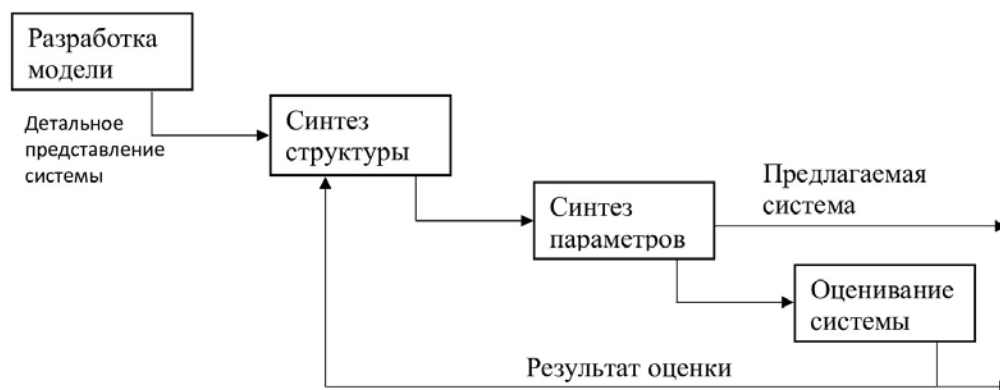 Разработка
модели
Детальное
представление
системы
Синтез
структуры
Синтез
параметров
Предлагаемая
система
Оценивание
системы
Результат оценки